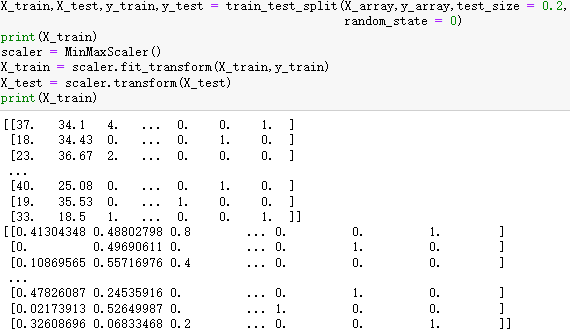 X_train,X_test,y_train,y_test = train_test_split(X_array,y_array,test_size = 0.2,
random_state = 0)
print(X_train)
scaler = MinMaxScaler()
X_train = scaler.fit_transform(X_train,y_train)
X_test = scaler.transform(X_test)
print(X_train)
[[37. 34.1 4. ... 0. 0. 1. ]
[18. 34.43 0. ... 0. 1. 0. ]
[23. 36.67 2. ... 0. 0. 0. ]
...
[40. 25.08 0. ... 0. 1. 0. ]
[19. 35.53 0. ... 1. 0. 0. ]
[33. 18.5 1. ... 0. 0. 1. ]]
[[0.41304348 0.48802798 0.8 ... 0. 0. 1. ]
[0. 0.49690611 0. ... 0. 1. 0. ]
[0.10869565 0.55716976 0.4 ... 0. 0. 0. ]
...
[0.47826087 0.24535916 0. ... 0. 1. 0. ]
[0.02173913 0.52649987 0. ... 1. 0. 0. ]
[0.32608696 0.06833468 0.2 ... 0. 0. 1. ]]